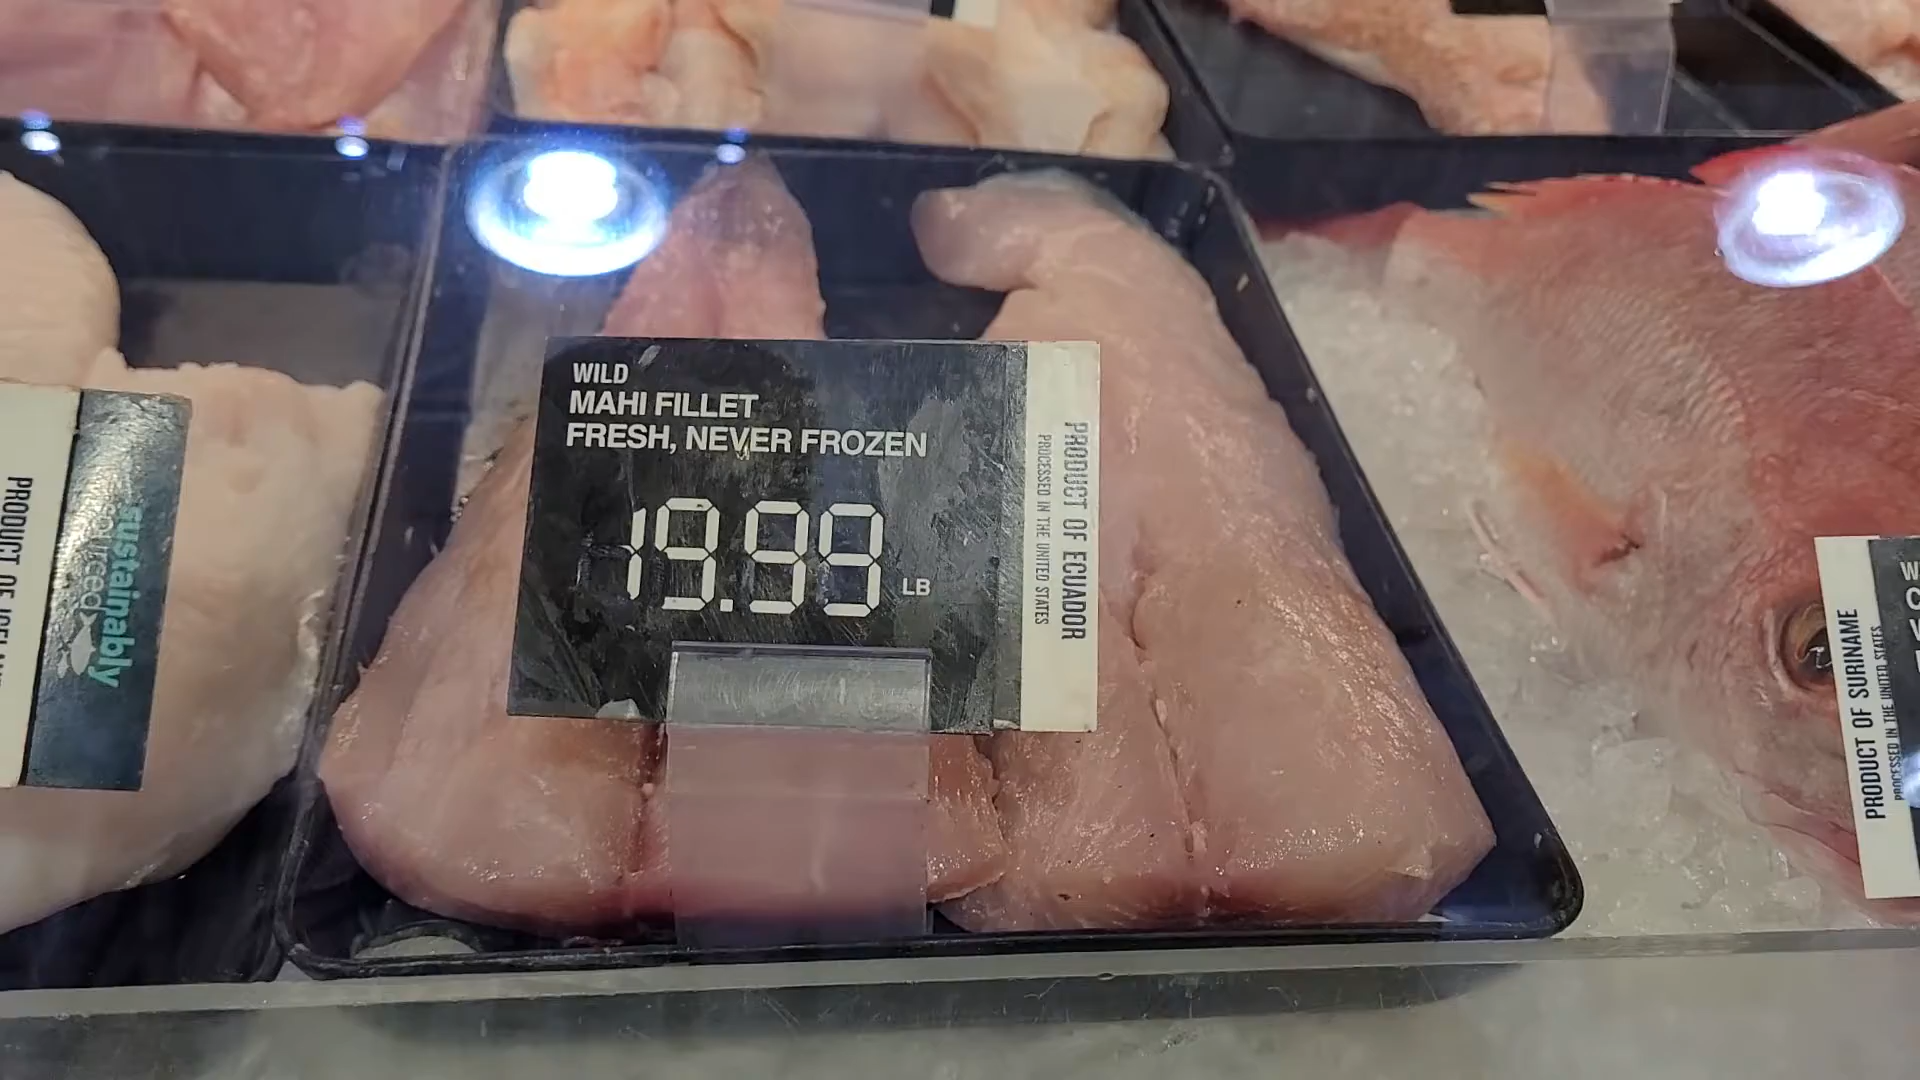 WILD
MAHI FILLET
FRESH, NEVER FROZEN
19.99 LB
PRODUCT OF ECUADOR
PROCESSED IN THE UNITED STATES
PRODUCT OF
sustainably
sourced
PRODUCT OF SURINAME
PROCESSED IN THE UNITED STATES